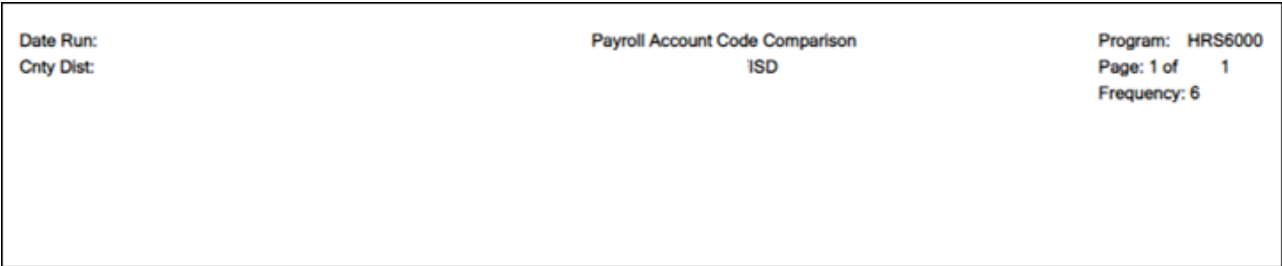 Date Run: Payroll Account Code Comparison Program: HRS6000
Cnty Dist: ISD Page: 1 of 1
Frequency: 6